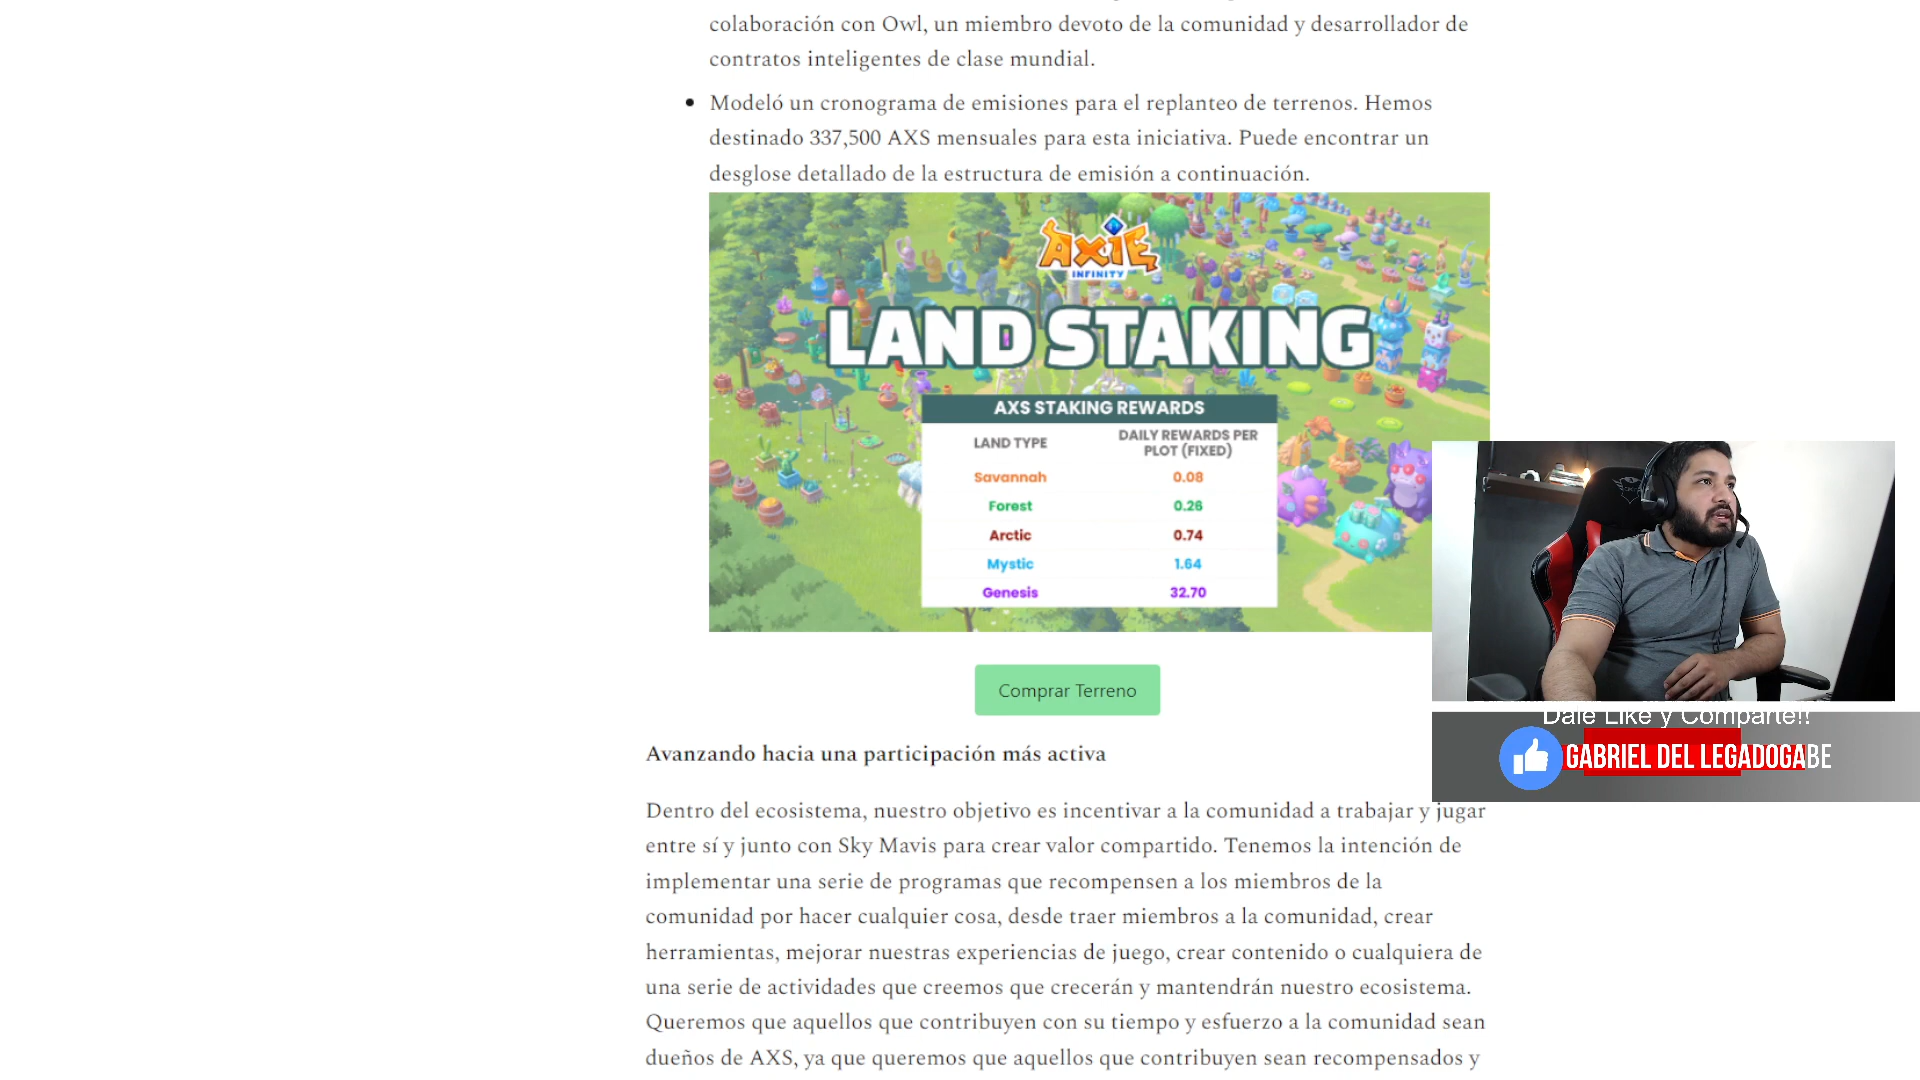 colaboración con Owl, un miembro devoto de la comunidad y desarrollador de
contratos inteligentes de clase mundial.
Modeló un cronograma de emisiones para el replanteo de terrenos. Hemos
destinado 337,500 AXS mensuales para esta iniciativa. Puede encontrar un
desglose detallado de la estructura de emisión a continuación.
AXIE
INFINITY
LAND STAKING
AXS STAKING REWARDS
LAND TYPE
DAILY REWARDS PER
PLOT (FIXED)
Savannah 0.08
Forest 0.26
Arctic 0.74
Mystic 1.64
Genesis 32.70
Comprar Terreno
Dale Like y Comparte!!
GABRIEL DEL LEGADOGABE
Avanzando hacia una participación más activa
Dentro del ecosistema, nuestro objetivo es incentivar a la comunidad a trabajar y jugar
entre sí y junto con Sky Mavis para crear valor compartido. Tenemos la intención de
implementar una serie de programas que recompensen a los miembros de la
comunidad por hacer cualquier cosa, desde traer miembros a la comunidad, crear
herramientas, mejorar nuestras experiencias de juego, crear contenido o cualquiera de
una serie de actividades que creemos que crecerán y mantendrán nuestro ecosistema.
Queremos que aquellos que contribuyen con su tiempo y esfuerzo a la comunidad sean
dueños de AXS, ya que queremos que aquellos que contribuyen sean recompensados y